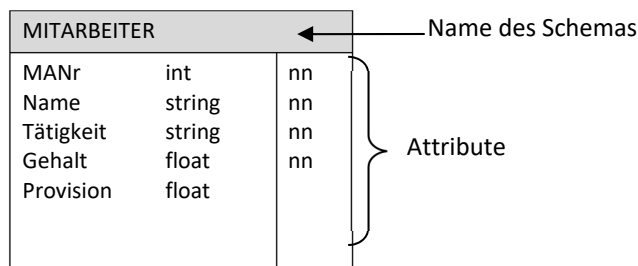 MITARBEITER Name des Schemas
MANr int nn
Name string nn
Tätigkeit string nn
Gehalt float nn
Provision float
Attribute